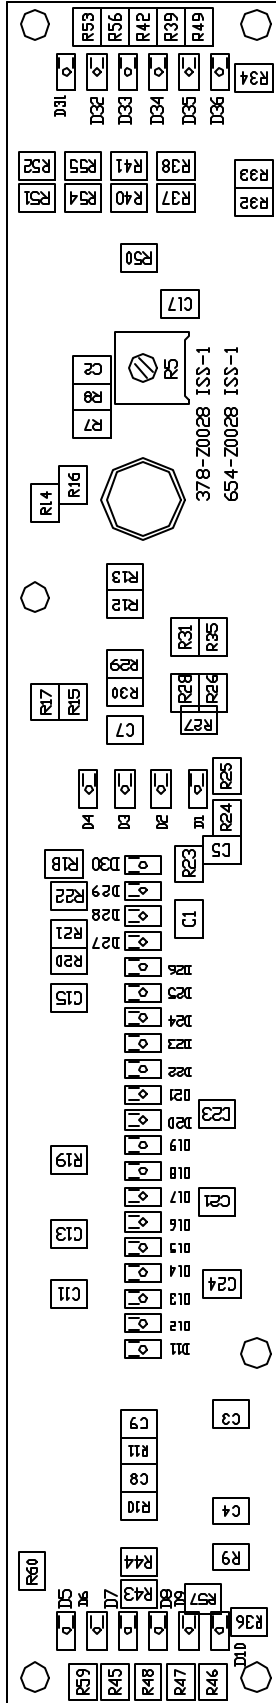 R53 R56 R42 R39 R49
R34
D31 D32 D33 D34 D35 D36
R52 R55 R41 R38
R33
R51 R54 R40 R37
R32
R50
C17
R5
C2
R8
R7
378-Z0028 ISS-1
654-Z0028 ISS-1
R14 R16
R13
R12
R31 R35
R29
R30
R28 R26
R17 R15
R27
C7
R25
D4 D3 D2 D1
R24
C5
R18 D30 R23
R22 D29
D28
C1
R21 D27
R20
D26
C15 D25
D24
D23
D22
D21
D20 C23
D19
R19 D18
D17 C21
D16
C13 D15
D14
C24
C11 D13
D12
D11
C3
C9
R11
C8
R10
C4
R44 R9
R60
R43
D5 D6 D7 D8 D9 R57
R36
D10
R59 R45 R48 R47 R46